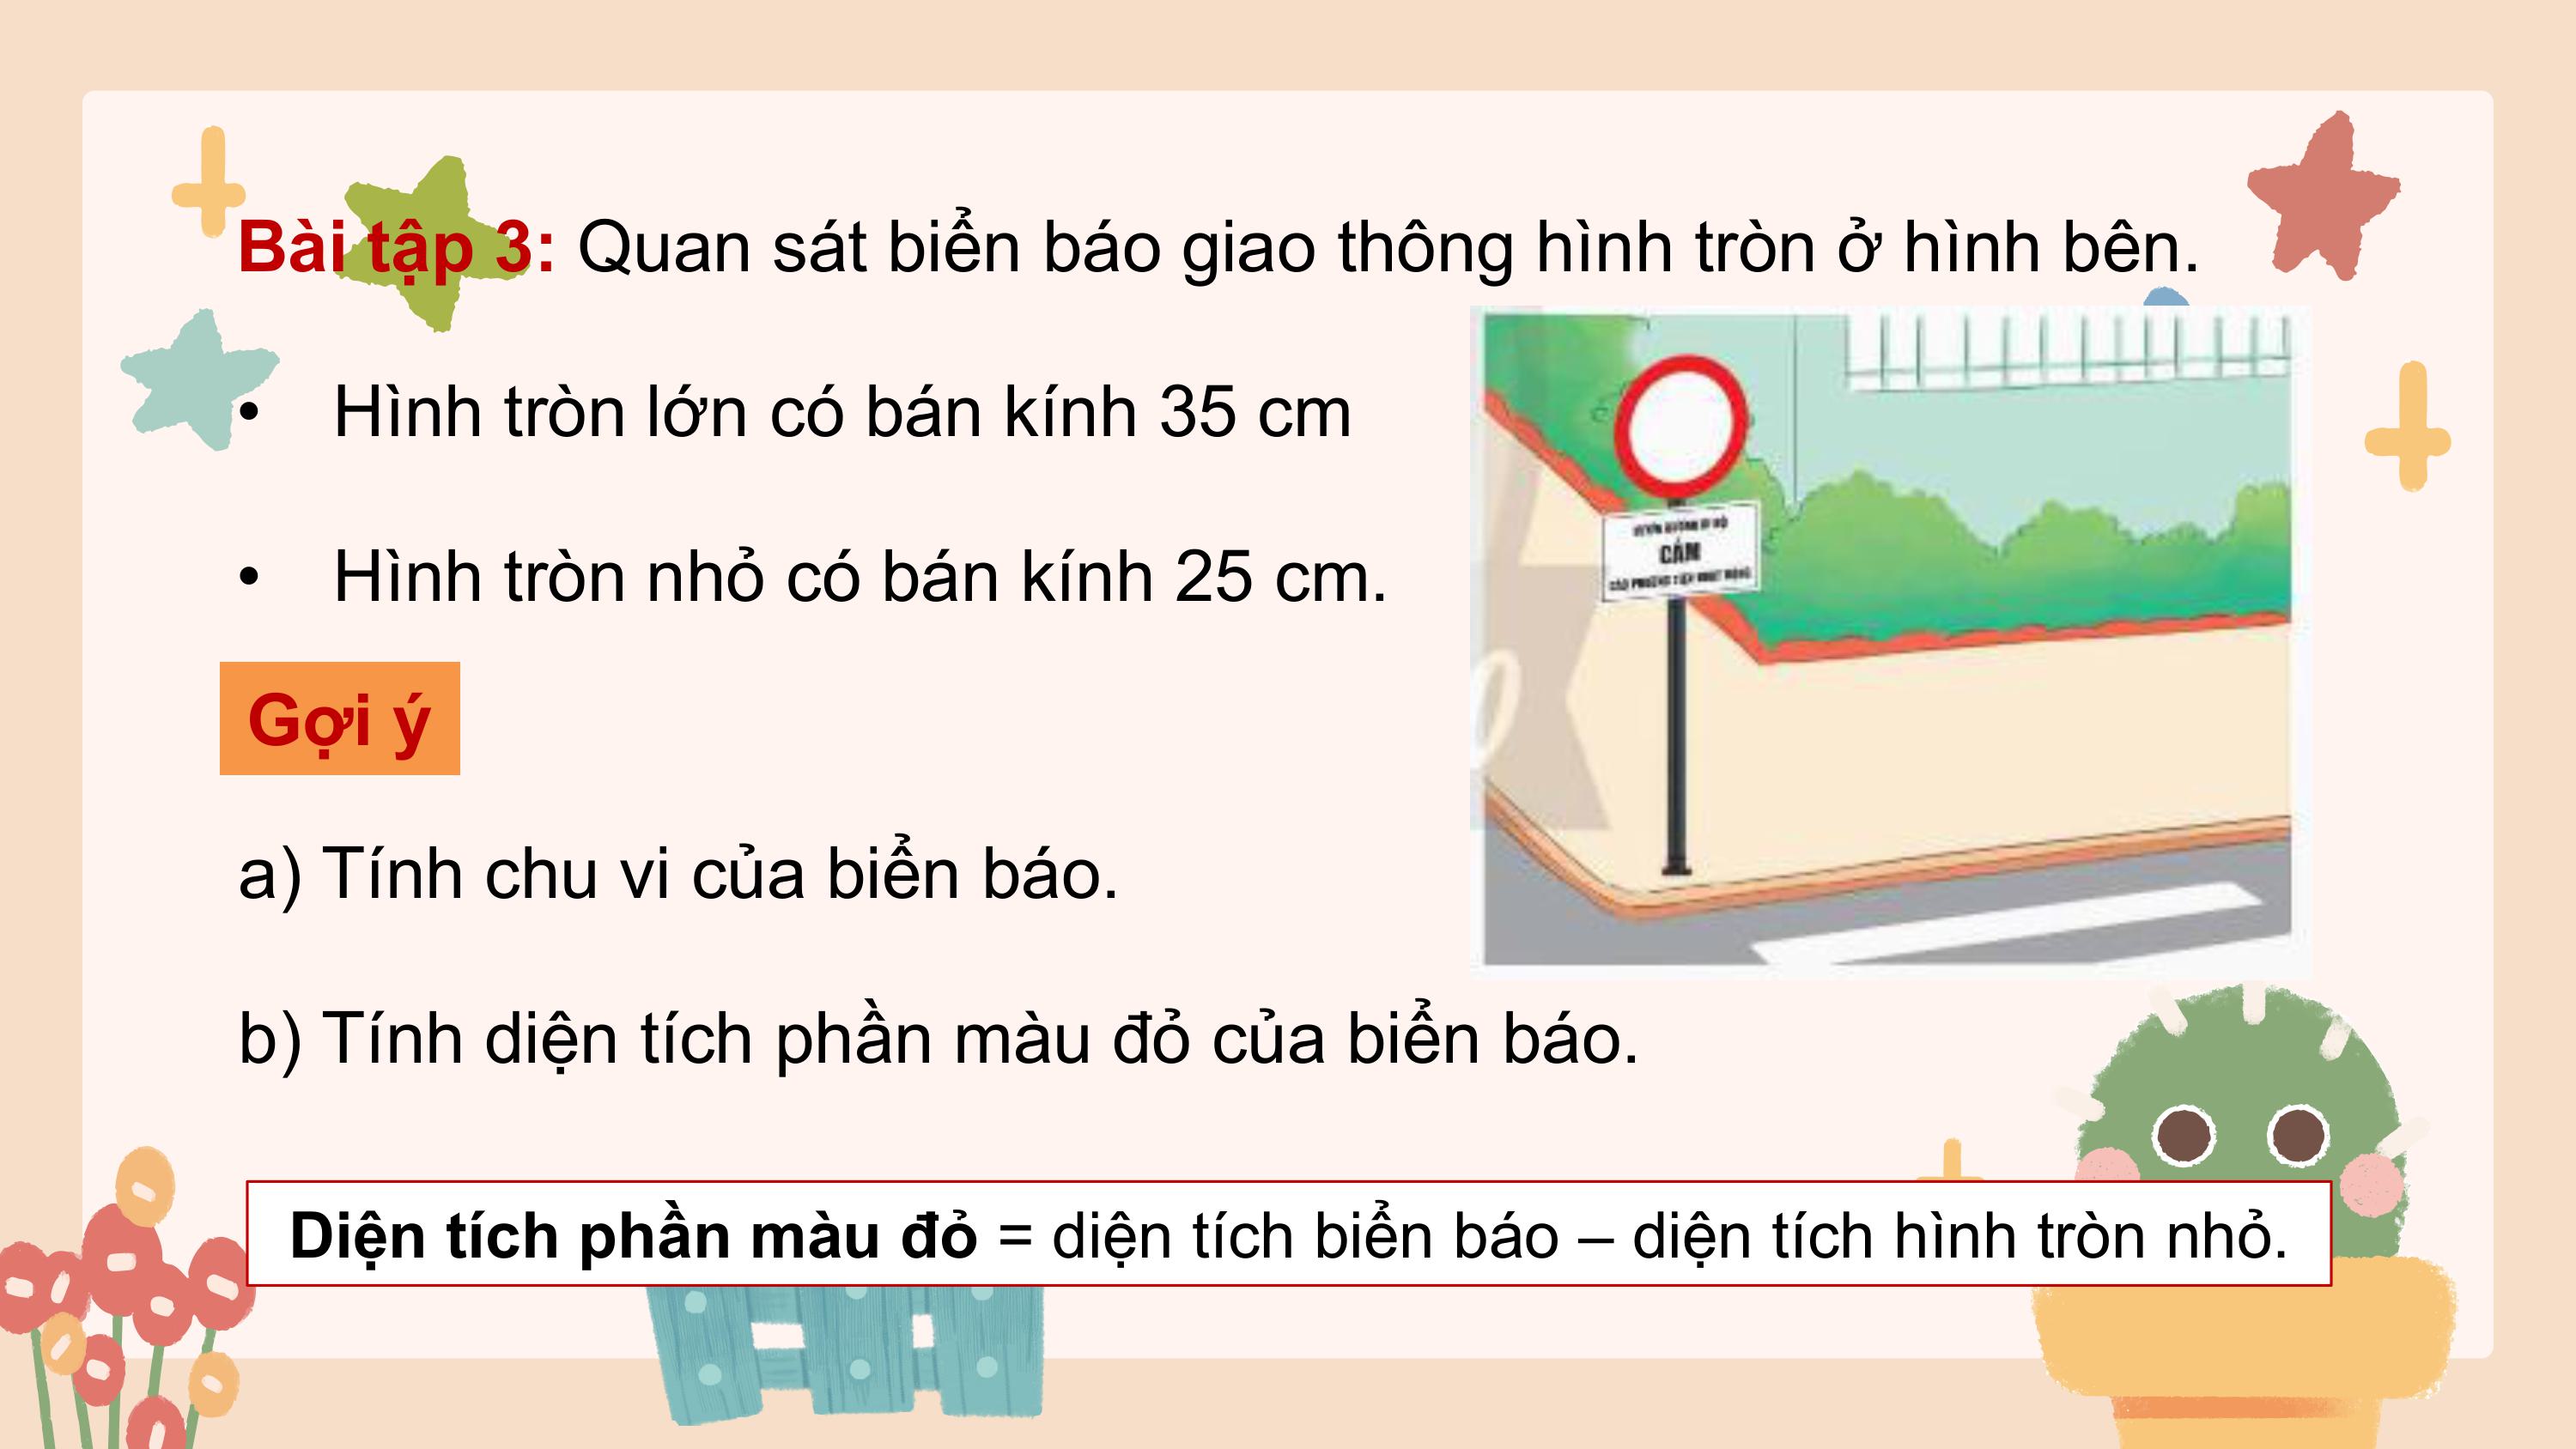 Bài tập 3: Quan sát biển báo giao thông hình tròn ở hình bên.
• Hình tròn lớn có bán kính 35 cm
• Hình tròn nhỏ có bán kính 25 cm.
CẤM
Gợi ý
a) Tính chu vi của biển báo.
b) Tính diện tích phần màu đỏ của biển báo.
Diện tích phần màu đỏ = diện tích biển báo – diện tích hình tròn nhỏ.